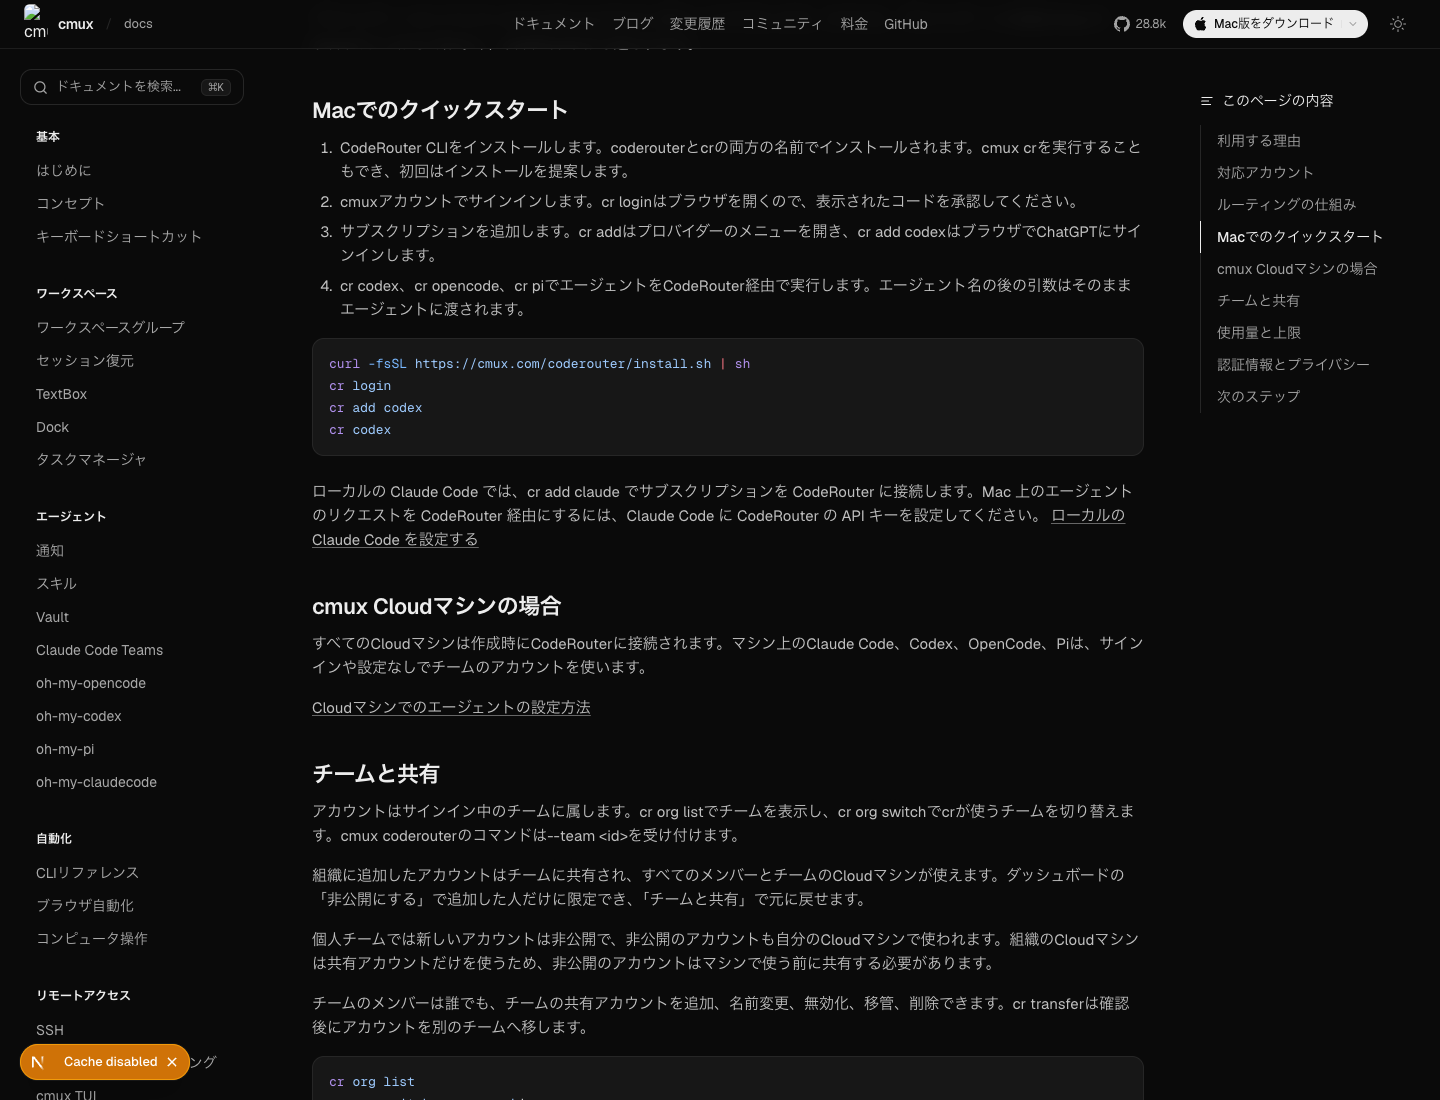 cmux / docs
ドキュメント ブログ 変更履歴 コミュニティ 料金 GitHub
28.8k
Mac版をダウンロード
ドキュメントを検索... ⌘K
基本
はじめに
コンセプト
キーボードショートカット
ワークスペース
ワークスペースグループ
セッション復元
TextBox
Dock
タスクマネージャ
エージェント
通知
スキル
Vault
Claude Code Teams
oh-my-opencode
oh-my-codex
oh-my-pi
oh-my-claudecode
自動化
CLIリファレンス
ブラウザ自動化
コンピュータ操作
リモートアクセス
SSH
ング
cmux TUI
Cache disabled
Macでのクイックスタート
1. CodeRouter CLIをインストールします。coderouterとcrの両方の名前でインストールされます。cmux crを実行すること
もでき、初回はインストールを提案します。
2. cmuxアカウントでサインインします。cr loginはブラウザを開くので、表示されたコードを承認してください。
3. サブスクリプションを追加します。cr addはプロバイダーのメニューを開き、cr add codexはブラウザでChatGPTにサ
インインします。
4. cr codex、cr opencode、cr piでエージェントをCodeRouter経由で実行します。エージェント名の後の引数はそのまま
エージェントに渡されます。
curl -fsSL https://cmux.com/coderouter/install.sh | sh
cr login
cr add codex
cr codex
ローカルの Claude Code では、cr add claude でサブスクリプションを CodeRouter に接続します。Mac 上のエージェント
のリクエストを CodeRouter 経由にするには、Claude Code に CodeRouter の API キーを設定してください。 ローカルの
Claude Code を設定する
cmux Cloudマシンの場合
すべてのCloudマシンは作成時にCodeRouterに接続されます。マシン上のClaude Code、Codex、OpenCode、Piは、サイン
インや設定なしでチームのアカウントを使います。
Cloudマシンでのエージェントの設定方法
チームと共有
アカウントはサインイン中のチームに属します。cr org listでチームを表示し、cr org switchでcrが使うチームを切り替えま
す。cmux coderouterのコマンドは--team <id>を受け付けます。
組織に追加したアカウントはチームに共有され、すべてのメンバーとチームのCloudマシンが使えます。ダッシュボードの
「非公開にする」で追加した人だけに限定でき、「チームと共有」で元に戻せます。
個人チームでは新しいアカウントは非公開で、非公開のアカウントも自分のCloudマシンで使われます。組織のCloudマシン
は共有アカウントだけを使うため、非公開のアカウントはマシンで使う前に共有する必要があります。
チームのメンバーは誰でも、チームの共有アカウントを追加、名前変更、無効化、移管、削除できます。cr transferは確認
後にアカウントを別のチームへ移します。
cr org list
このページの内容
利用する理由
対応アカウント
ルーティングの仕組み
Macでのクイックスタート
cmux Cloudマシンの場合
チームと共有
使用量と上限
認証情報とプライバシー
次のステップ